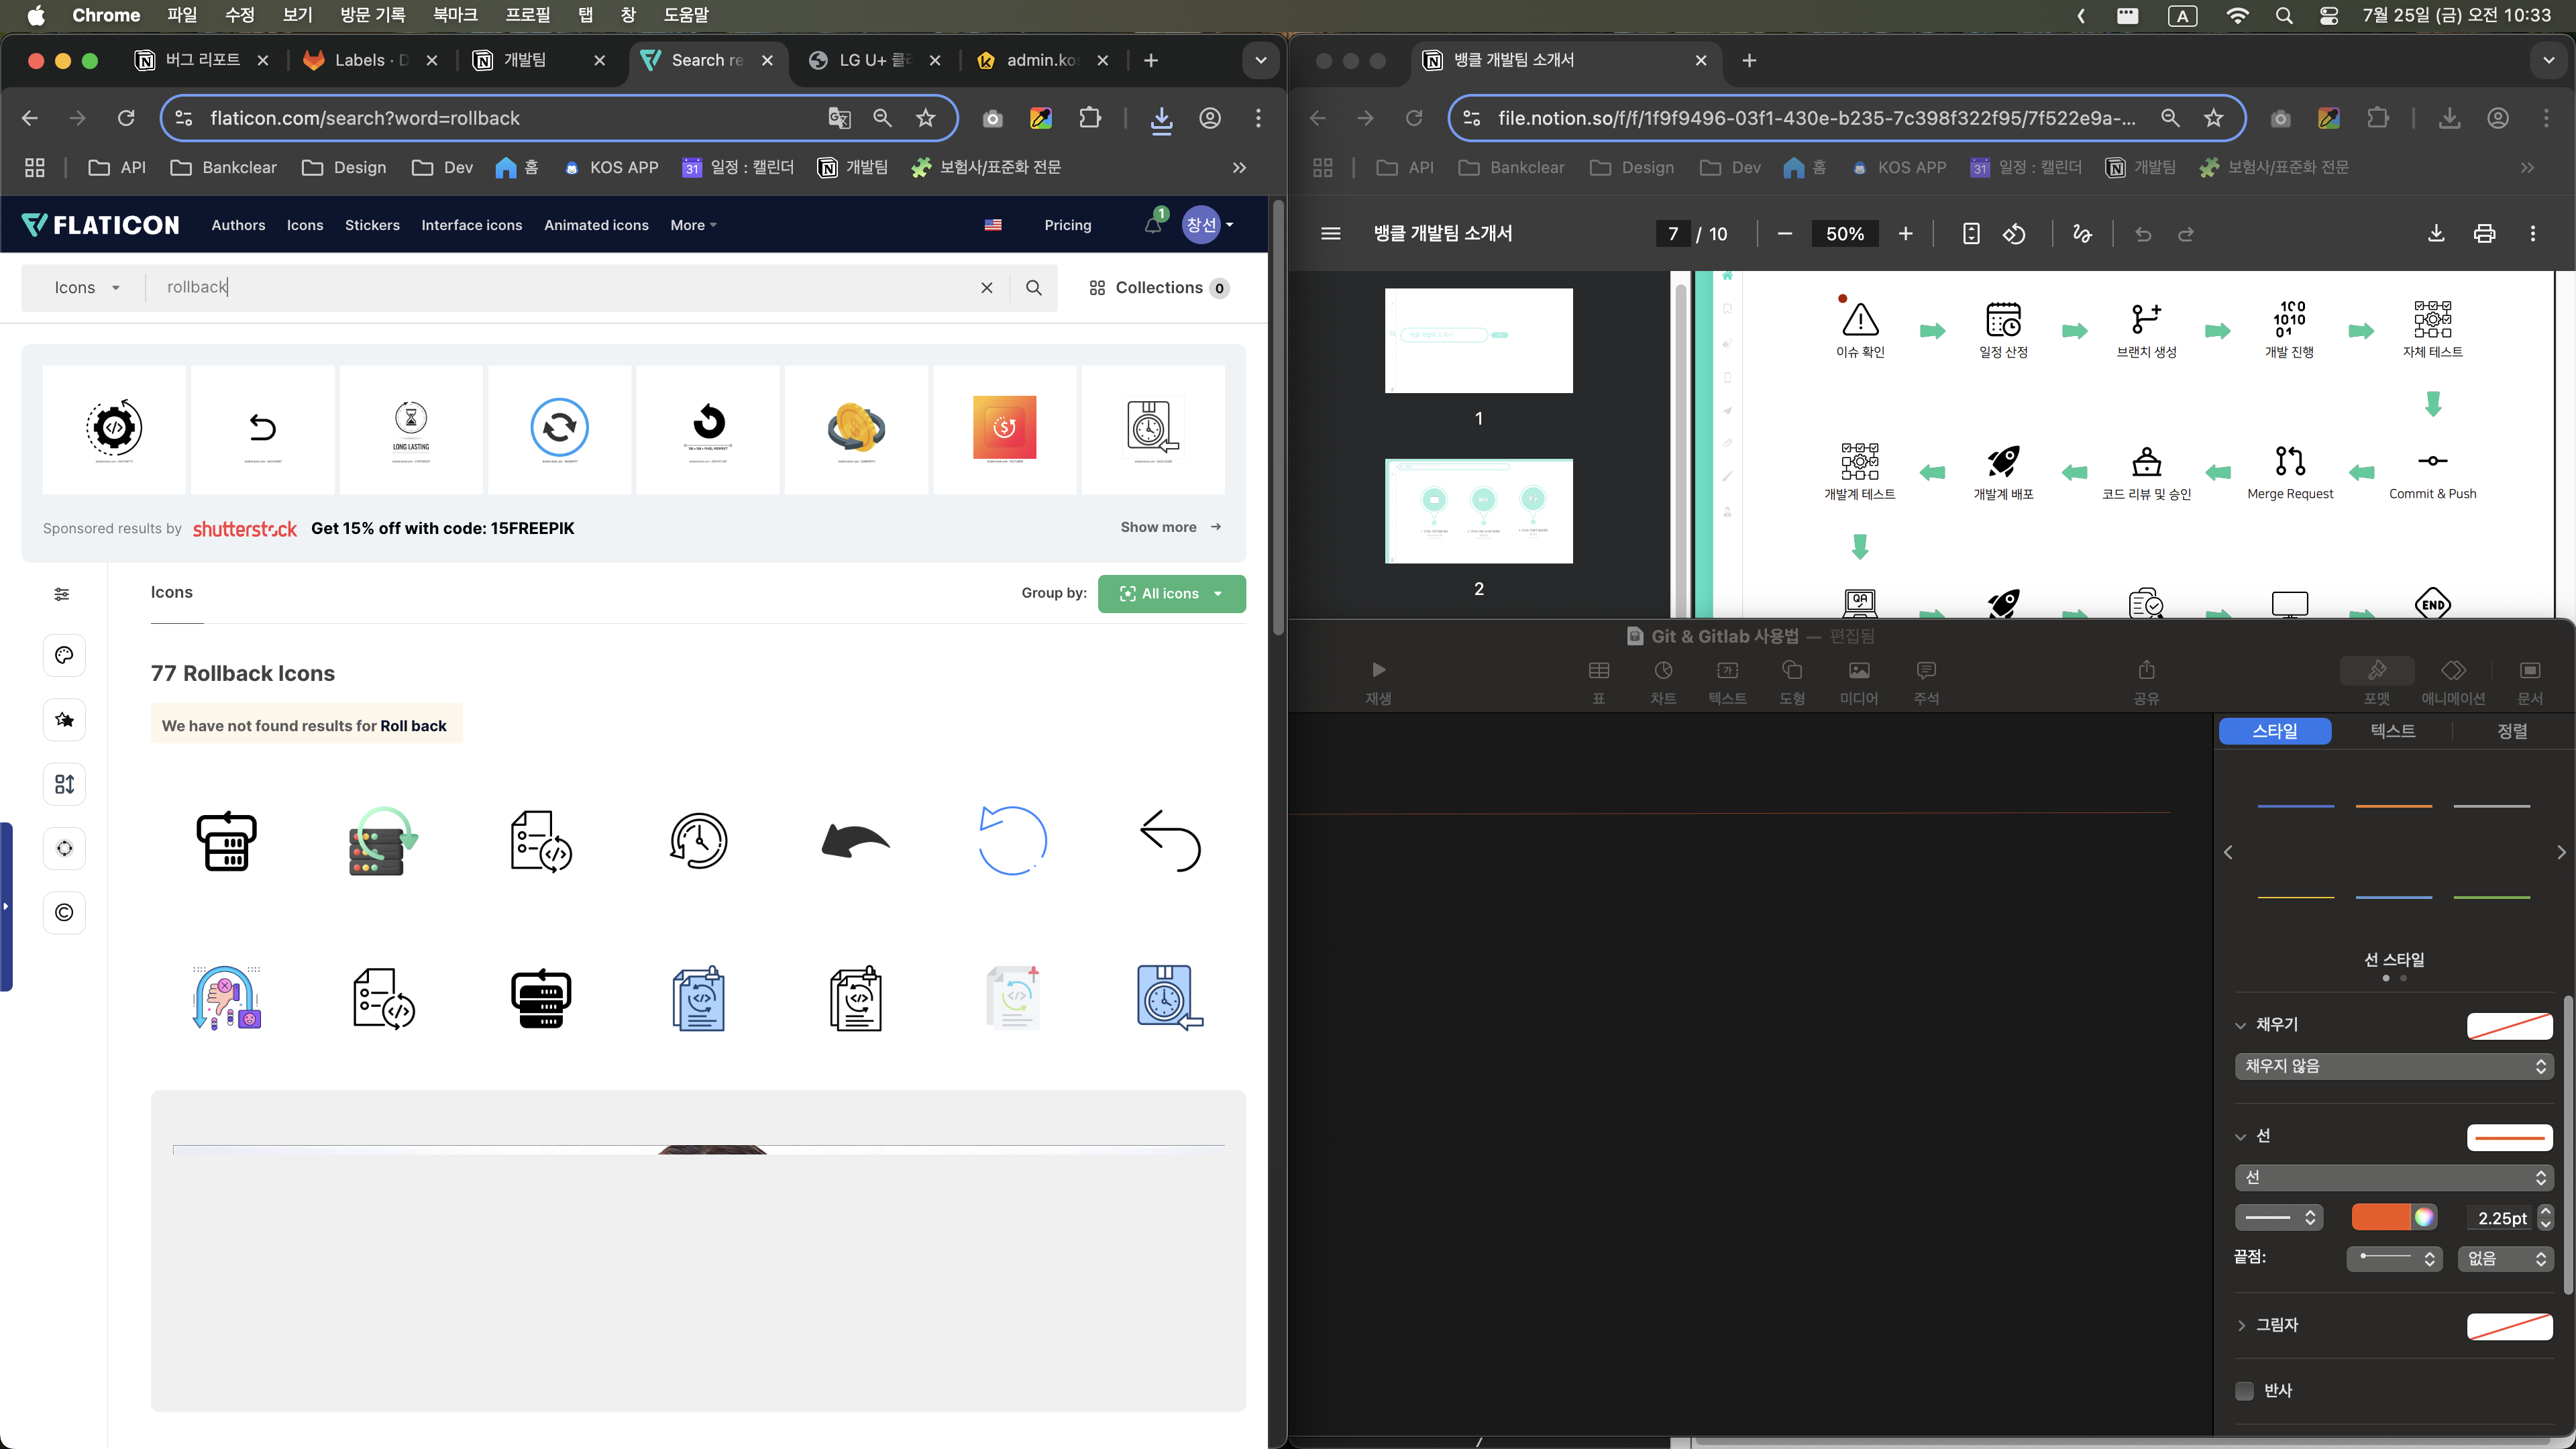 Chrome 파일 수정 보기 방문 기록 북마크 프로필 탭 창 도움말
A 7월 25일 (금) 오전 10:33
버그 리포트
Labels · D
개발팀
Search re
LG U+ 클
admin.ko
flaticon.com/search?word=rollback
API Bankclear Design Dev 홈 KOS APP 31 일정 : 캘린더 개발팀 보험사/표준화 전문
FLATICON Authors Icons Stickers Interface icons Animated icons More Pricing 1 창선
Icons rollback Collections 0
LONG LASTING
Sponsored results by shutterstock Get 15% off with code: 15FREEPIK Show more
Icons Group by: All icons
77 Rollback Icons
We have not found results for Roll back
뱅클 개발팀 소개서
file.notion.so/f/f/1f9f9496-03f1-430e-b235-7c398f322f95/7f522e9a-...
API Bankclear Design Dev 홈 KOS APP 31 일정 : 캘린더 개발팀 보험사/표준화 전문
뱅클 개발팀 소개서 7 / 10 50%
1
2
이슈 확인 일정 산정 브랜치 생성 개발 진행 자체 테스트
개발계 테스트 개발계 배포 코드 리뷰 및 승인 Merge Request Commit & Push
QA END
Git & Gitlab 사용법 — 편집됨
재생 표 차트 텍스트 도형 미디어 주석 공유 포맷 애니메이션 문서
스타일 텍스트 정렬
선 스타일
채우기
채우지 않음
선
선
2.25pt
끝점: 없음
그림자
반사